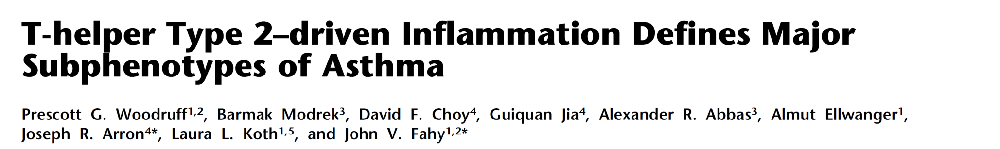 T-helper Type 2–driven Inflammation Defines Major
Subphenotypes of Asthma
Prescott G. Woodruff1,2, Barmak Modrek3, David F. Choy4, Guiquan Jia4, Alexander R. Abbas3, Almut Ellwanger1,
Joseph R. Arron4*, Laura L. Koth1,5, and John V. Fahy1,2*